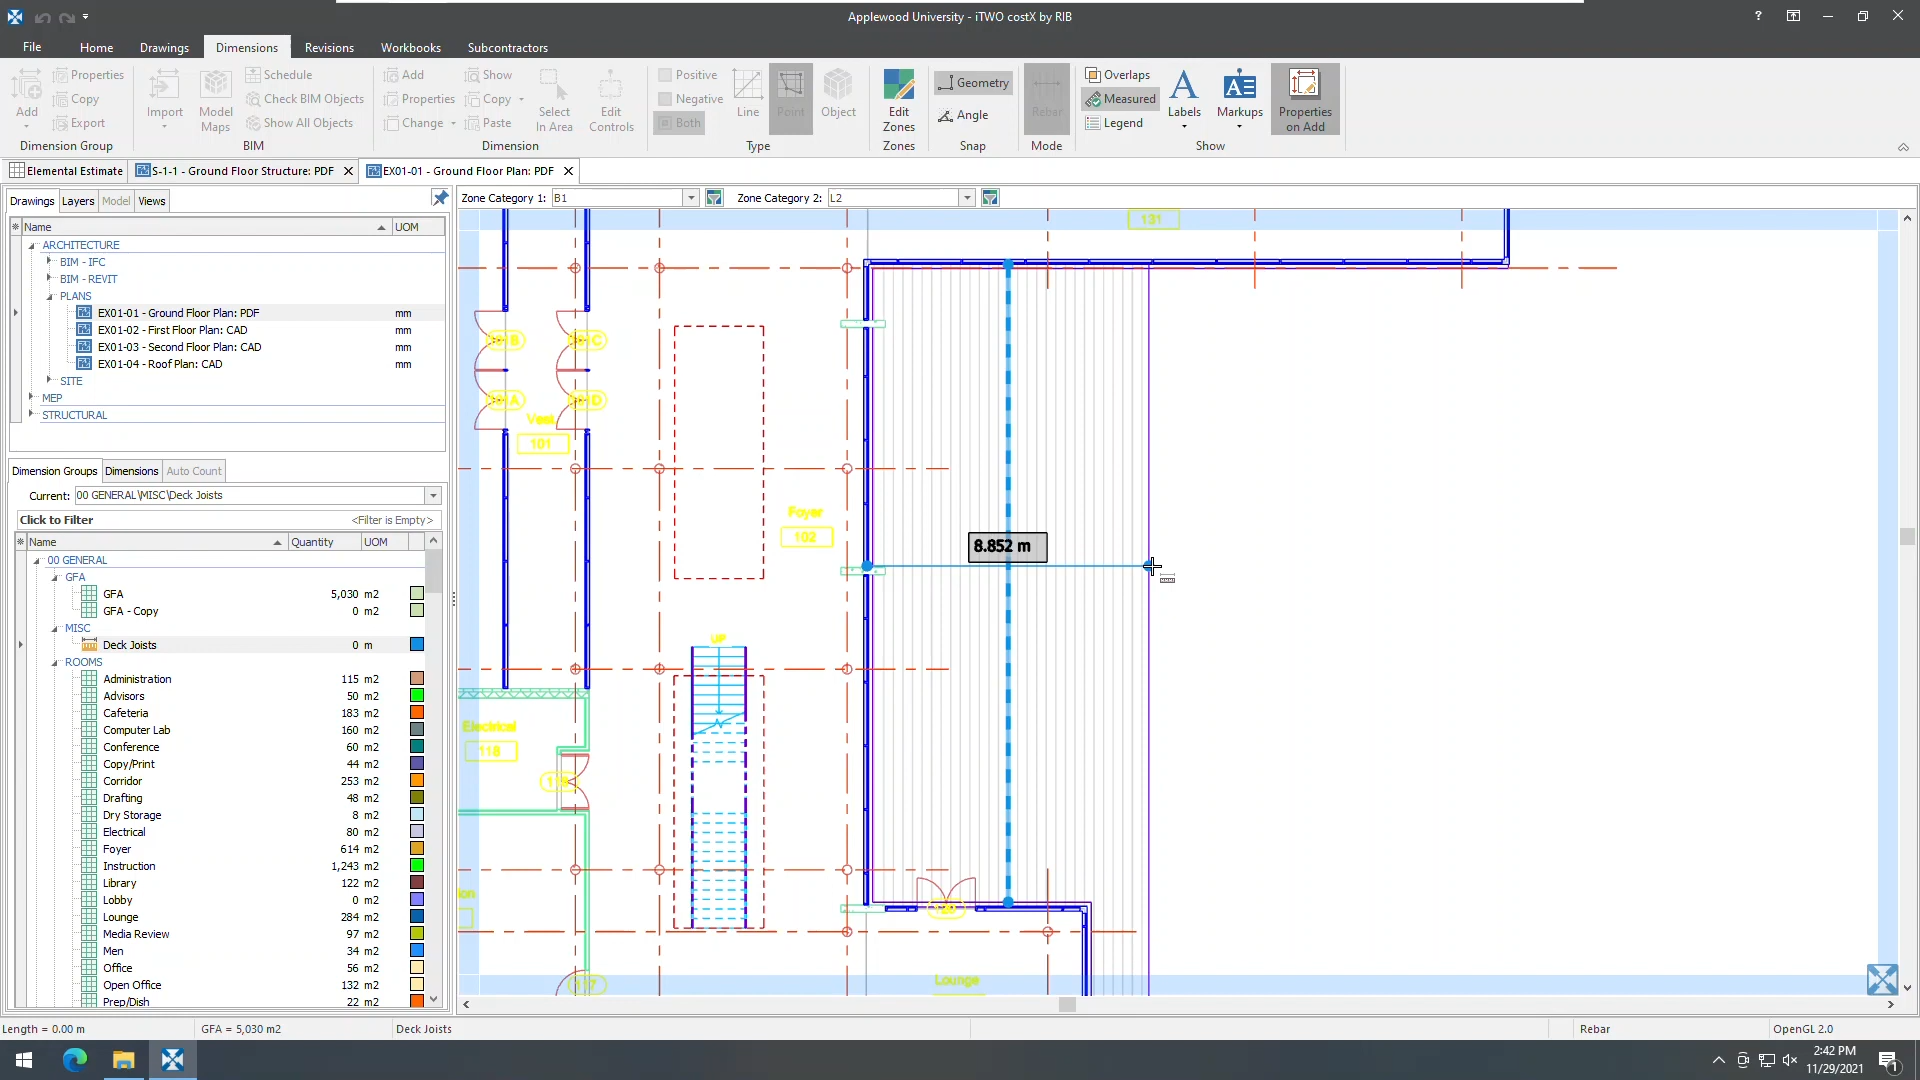 Applewood University - iTWO costX by RIB
?
File Home Drawings Dimensions Revisions Workbooks Subcontractors
Add
Properties
Copy
Export
Dimension Group
Import
Model
Maps
Schedule
Check BIM Objects
Show All Objects
BIM
Add Show
Properties Copy
Change Paste
Select
In Area
Edit
Controls
Dimension
Positive
Negative
Both
Line
Point
Object
Type
Edit
Zones
Zones
Geometry
Angle
Snap
Rebar
Mode
Overlaps
Measured
Legend
Labels
Markups
Properties
on Add
Show
Elemental Estimate S-1-1 - Ground Floor Structure: PDF EX01-01 - Ground Floor Plan: PDF
Drawings Layers Model Views
Name UOM
ARCHITECTURE
BIM - IFC
BIM - REVIT
PLANS
EX01-01 - Ground Floor Plan: PDF mm
EX01-02 - First Floor Plan: CAD mm
EX01-03 - Second Floor Plan: CAD mm
EX01-04 - Roof Plan: CAD mm
SITE
MEP
STRUCTURAL
Dimension Groups Dimensions Auto Count
Current: 00 GENERAL\MISC\Deck Joists
Click to Filter <Filter is Empty>
Name Quantity UOM
00 GENERAL
GFA
GFA 5,030 m2
GFA - Copy 0 m2
MISC
Deck Joists 0 m
ROOMS
Administration 115 m2
Advisors 50 m2
Cafeteria 183 m2
Computer Lab 160 m2
Conference 60 m2
Copy/Print 44 m2
Corridor 253 m2
Drafting 48 m2
Dry Storage 8 m2
Electrical 80 m2
Foyer 614 m2
Instruction 1,243 m2
Library 122 m2
Lobby 0 m2
Lounge 284 m2
Media Review 97 m2
Men 34 m2
Office 56 m2
Open Office 132 m2
Prep/Dish 22 m2
Zone Category 1: B1 Zone Category 2: L2
131
Vest
101
Foyer
102
8.852 m
UP
Electrical
118
117
Lounge
Length = 0.00 m GFA = 5,030 m2 Deck Joists Rebar OpenGL 2.0
2:42 PM
11/29/2021
1